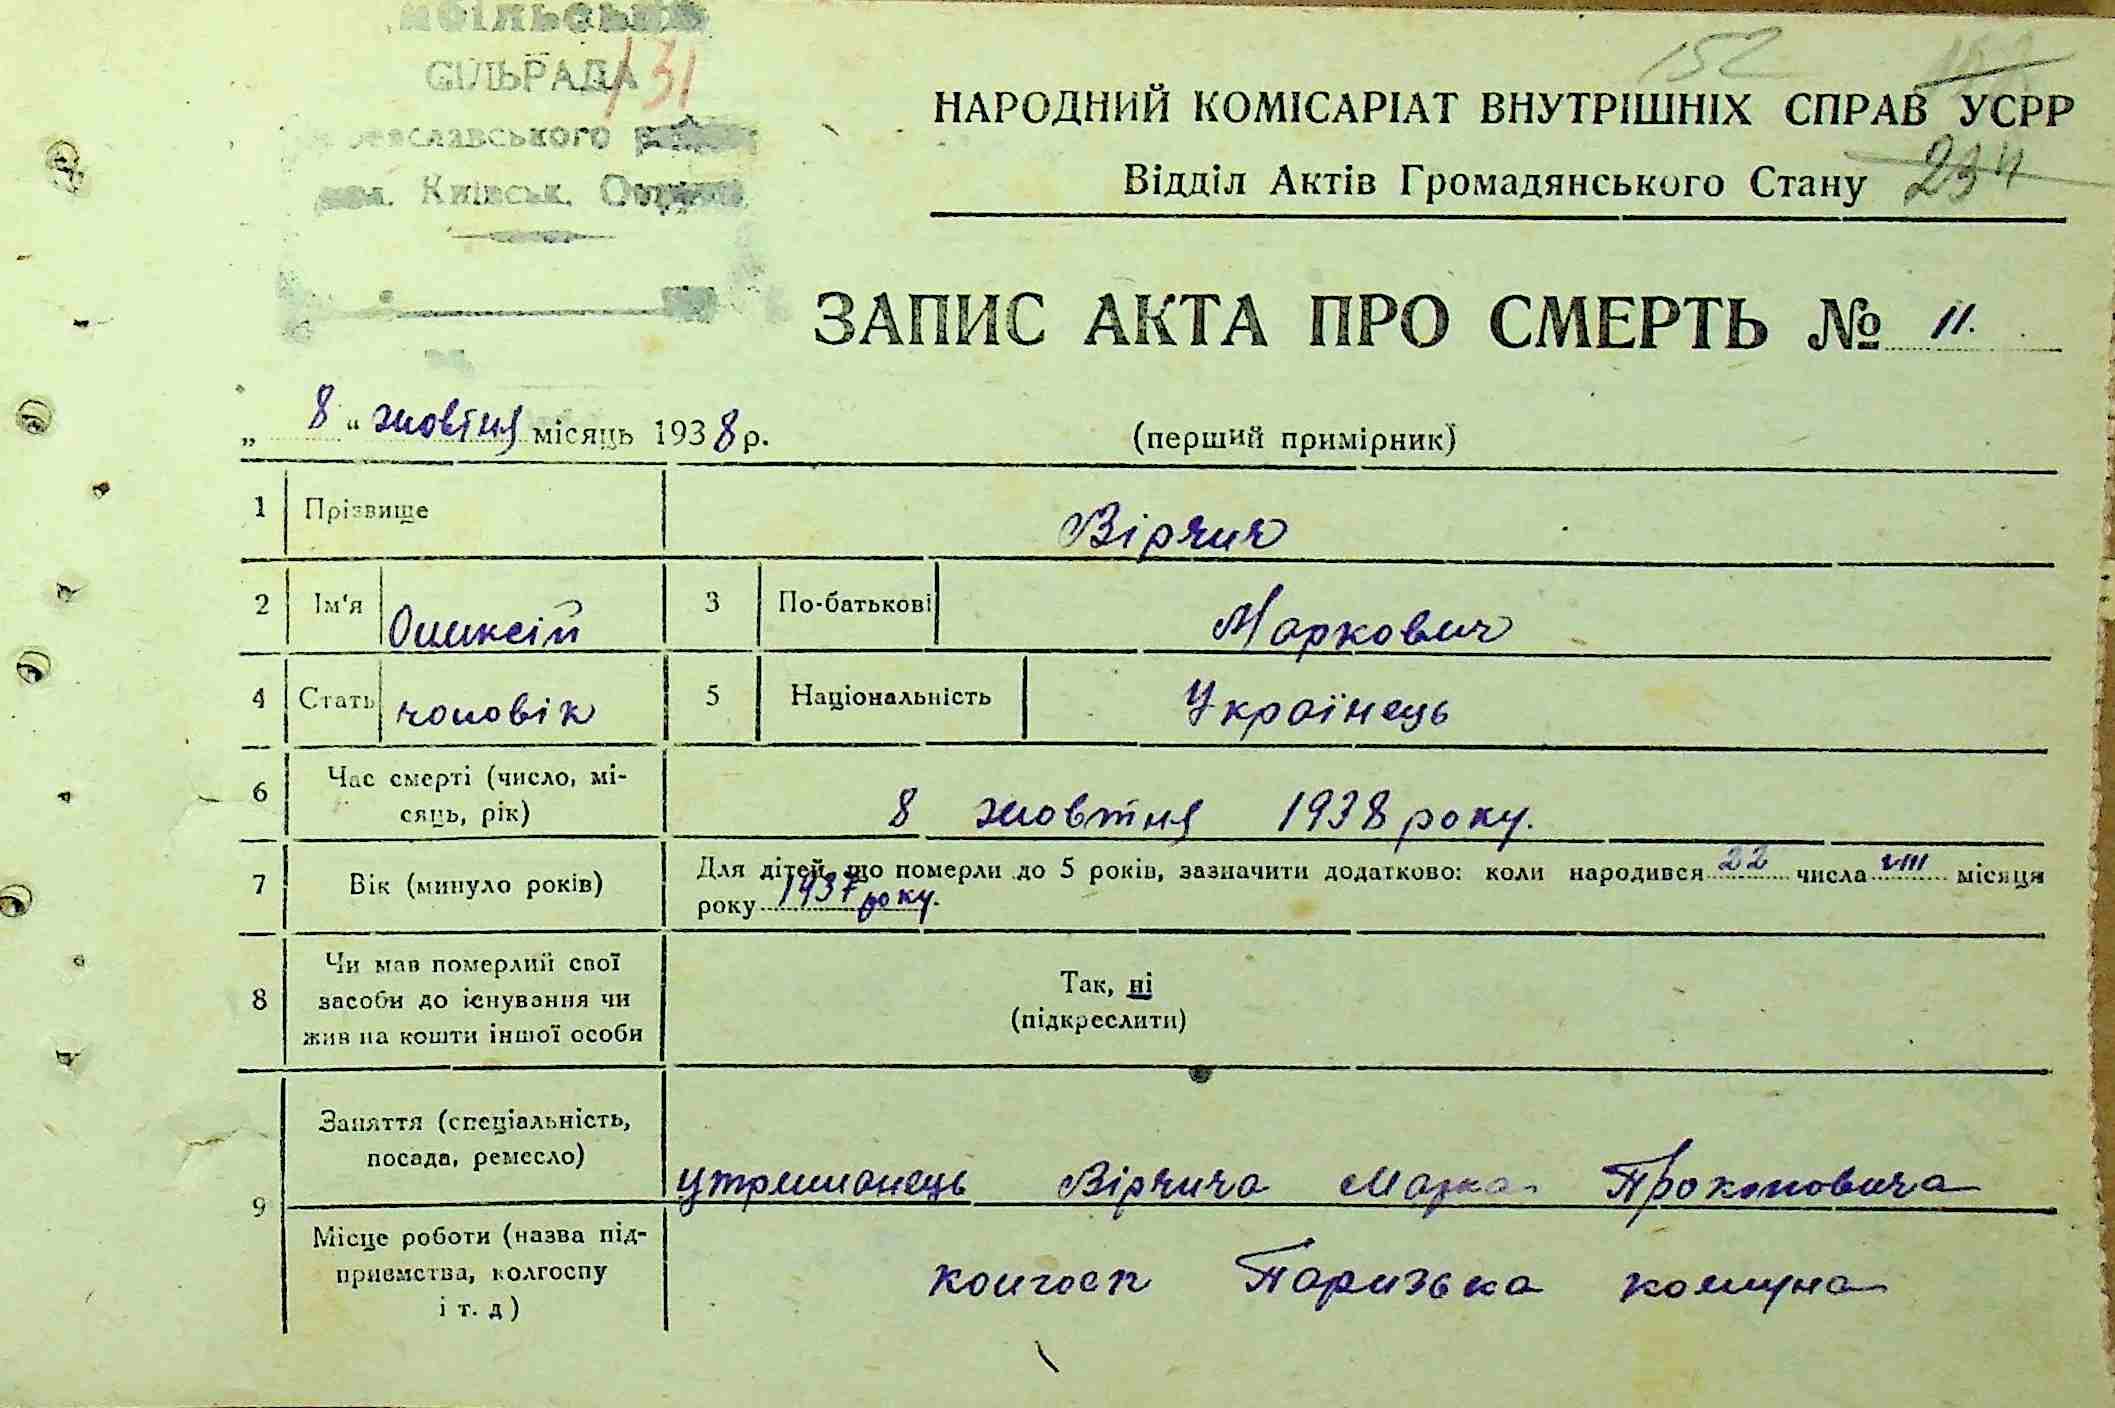 СІЛЬРАДА
131
152
Київськ.
НАРОДНИЙ КОМІСАРІАТ ВНУТРІШНІХ СПРАВ УСРР
Відділ Актів Громадянського Стану 234
ЗАПИС АКТА ПРО СМЕРТЬ № 11.
„ 8 “ жовтня місяць 1938 р. (перший примірник)
1 Прізвище Вірчич
2 Ім'я Олексій 3 По-батькові Маркович
4 Стать чоловік 5 Національність Українець
6 Час смерті (число, мі-
сяць, рік) 8 жовтня 1938 року.
7 Вік (минуло років) Для дітей, що померли до 5 років, зазначити додатково: коли народився 22 числа VIII місяця
року 1937 року.
8 Чи мав померлий свої
засоби до існування чи
жив на кошти іншої особи
Так, ні
(підкреслити)
9 Заняття (спеціальність,
посада, ремесло) утриманець Вірчича Марка Прокоповича
Місце роботи (назва під-
приємства, колгоспу
і т. д) колгосп Паризька комуна